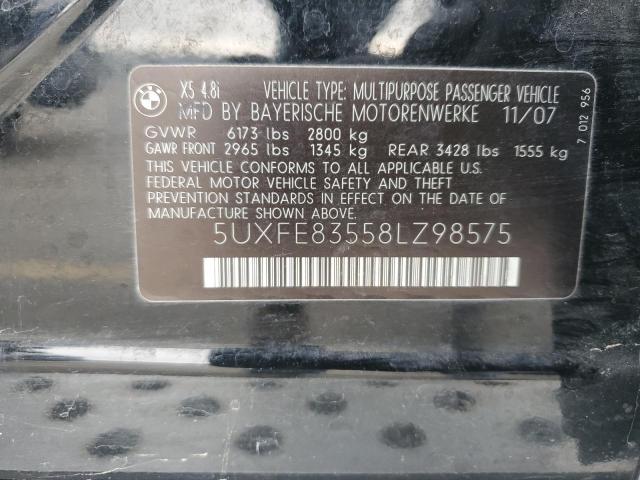 X5 4.8i VEHICLE TYPE: MULTIPURPOSE PASSENGER VEHICLE
MFD BY BAYERISCHE MOTORENWERKE 11/07
GVWR 6173 lbs 2800 kg
GAWR FRONT 2965 lbs 1345 kg REAR 3428 lbs 1555 kg
THIS VEHICLE CONFORMS TO ALL APPLICABLE U.S.
FEDERAL MOTOR VEHICLE SAFETY AND THEFT
PREVENTION STANDARDS IN EFFECT ON THE DATE OF
MANUFACTURE SHOWN ABOVE.
5UXFE83558LZ98575
7 012 956